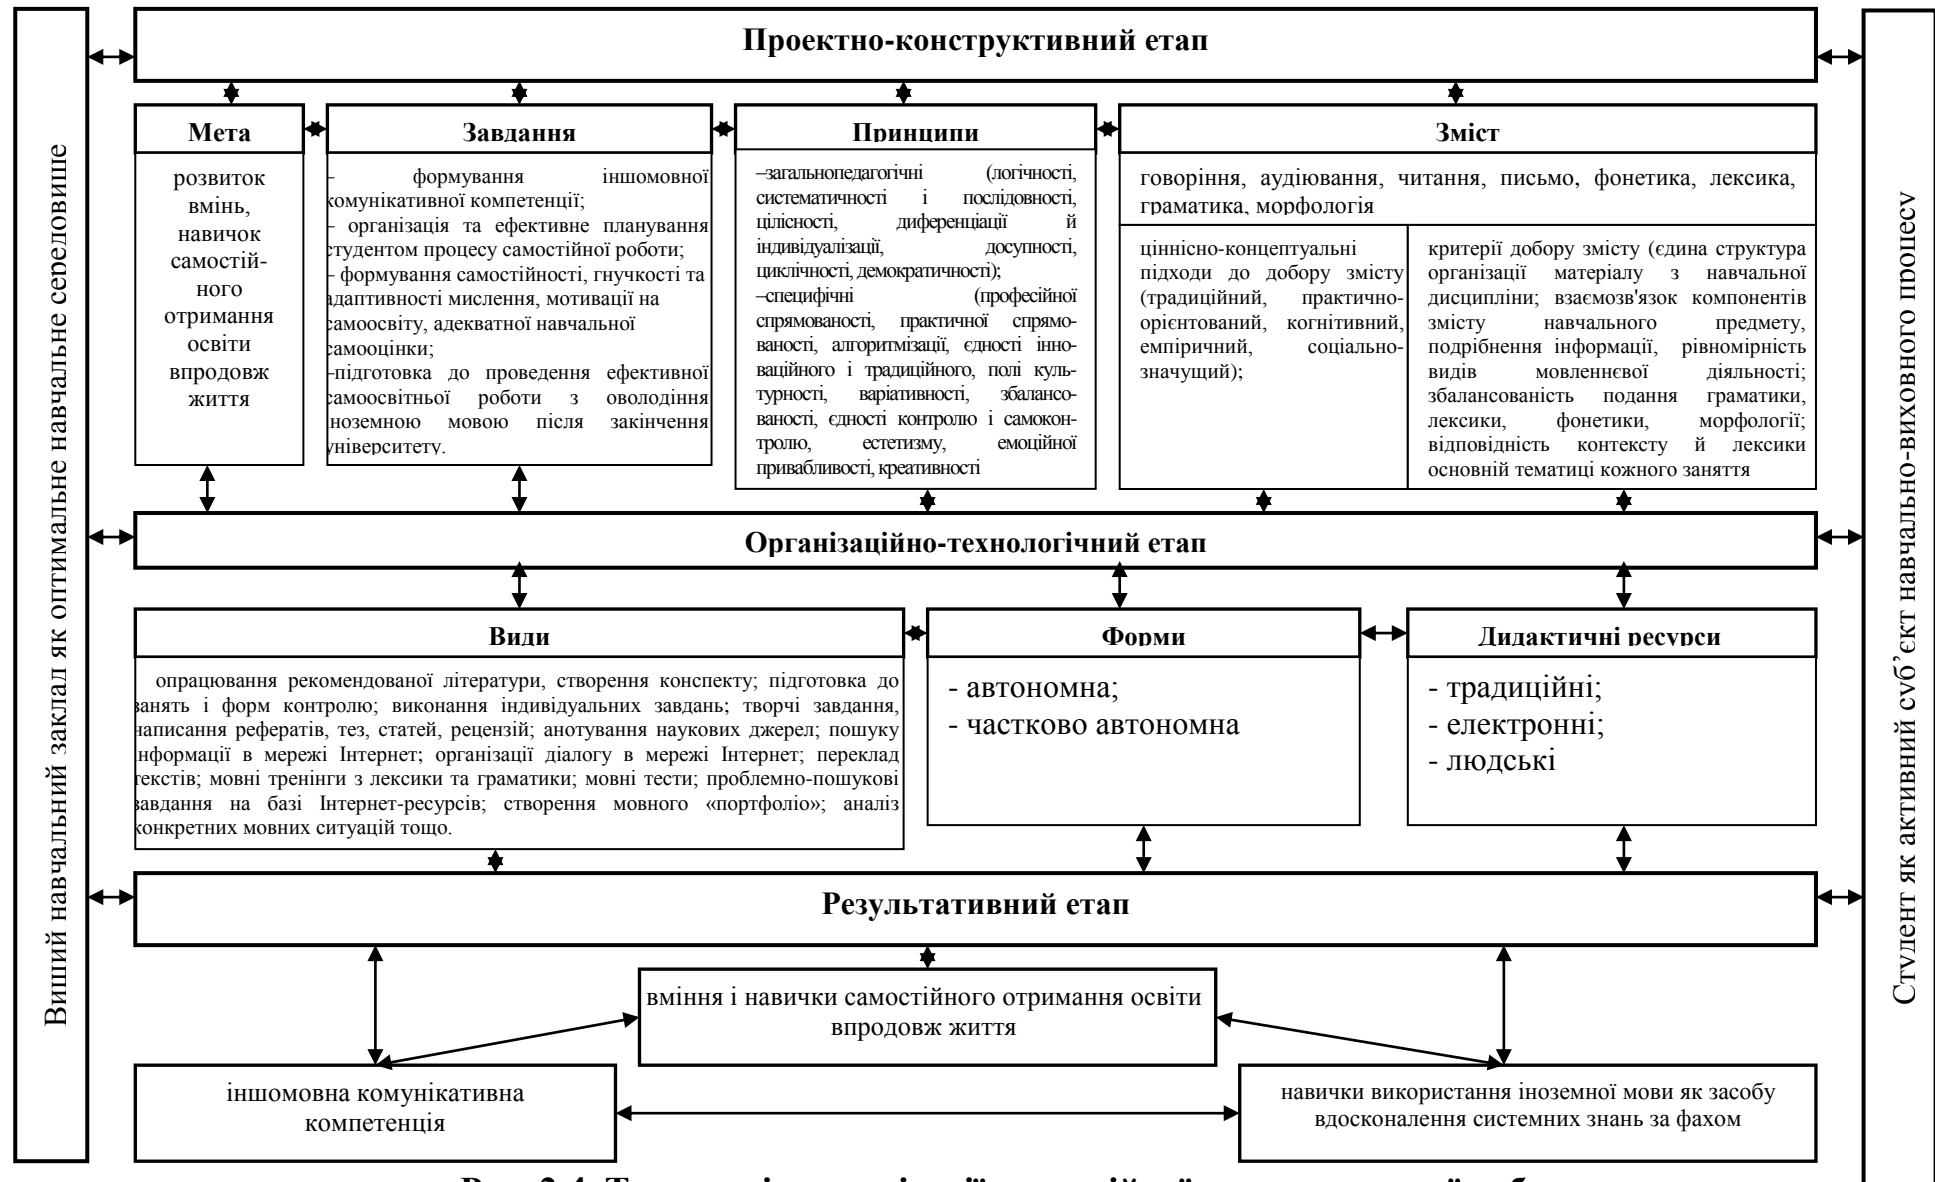 Проектно-конструктивний етап
Мета
розвиток
вмінь,
навичок
самостій-
ного
отримання
освіти
впродовж
життя
Завдання
– формування іншомовної
комунікативної компетенції;
– організація та ефективне планування
студентом процесу самостійної роботи;
– формування самостійності, гнучкості та
адаптивності мислення, мотивації на
самоосвіту, адекватної навчальної
самооцінки;
–підготовка до проведення ефективної
самоосвітньої роботи з оволодіння
іноземною мовою після закінчення
університету.
Принципи
–загальнопедагогічні (логічності,
систематичності і послідовності,
цілісності, диференціації й
індивідуалізації, досупності,
циклічності, демократичності);
–специфічні (професійної
спрямованості, практичної спрямо-
ваності, алгоритмізації, єдності інно-
ваційного і традиційного, полі куль-
турності, варіативності, збалансо-
ваності, єдності контролю і самокон-
тролю, естетизму, емоційної
привабливості, креативності
Зміст
говоріння, аудіювання, читання, письмо, фонетика, лексика,
граматика, морфологія
ціннісно-концептуальні
підходи до добору змісту
(традиційний, практично-
орієнтований, когнітивний,
емпіричний, соціально-
значущий);
критерії добору змісту (єдина структура
організації матеріалу з навчальної
дисципліни; взаємозв'язок компонентів
змісту навчального предмету,
подрібнення інформації, рівномірність
видів мовленнєвої діяльності;
збалансованість подання граматики,
лексики, фонетики, морфології;
відповідність контексту й лексики
основній тематиці кожного заняття
Організаційно-технологічний етап
Види
опрацювання рекомендованої літератури, створення конспекту; підготовка до
занять і форм контролю; виконання індивідуальних завдань; творчі завдання,
написання рефератів, тез, статей, рецензій; анотування наукових джерел; пошуку
інформації в мережі Інтернет; організації діалогу в мережі Інтернет; переклад
текстів; мовні тренінги з лексики та граматики; мовні тести; проблемно-пошукові
завдання на базі Інтернет-ресурсів; створення мовного «портфоліо»; аналіз
конкретних мовних ситуацій тощо.
Форми
- автономна;
- частково автономна
Дидактичні ресурси
- традиційні;
- електронні;
- людські
Результативний етап
вміння і навички самостійного отримання освіти
впродовж життя
іншомовна комунікативна
компетенція
навички використання іноземної мови як засобу
вдосконалення системних знань за фахом
Вищий навчальний заклад як оптимальне навчальне середовище
Студент як активний суб’єкт навчально-виховного процесу